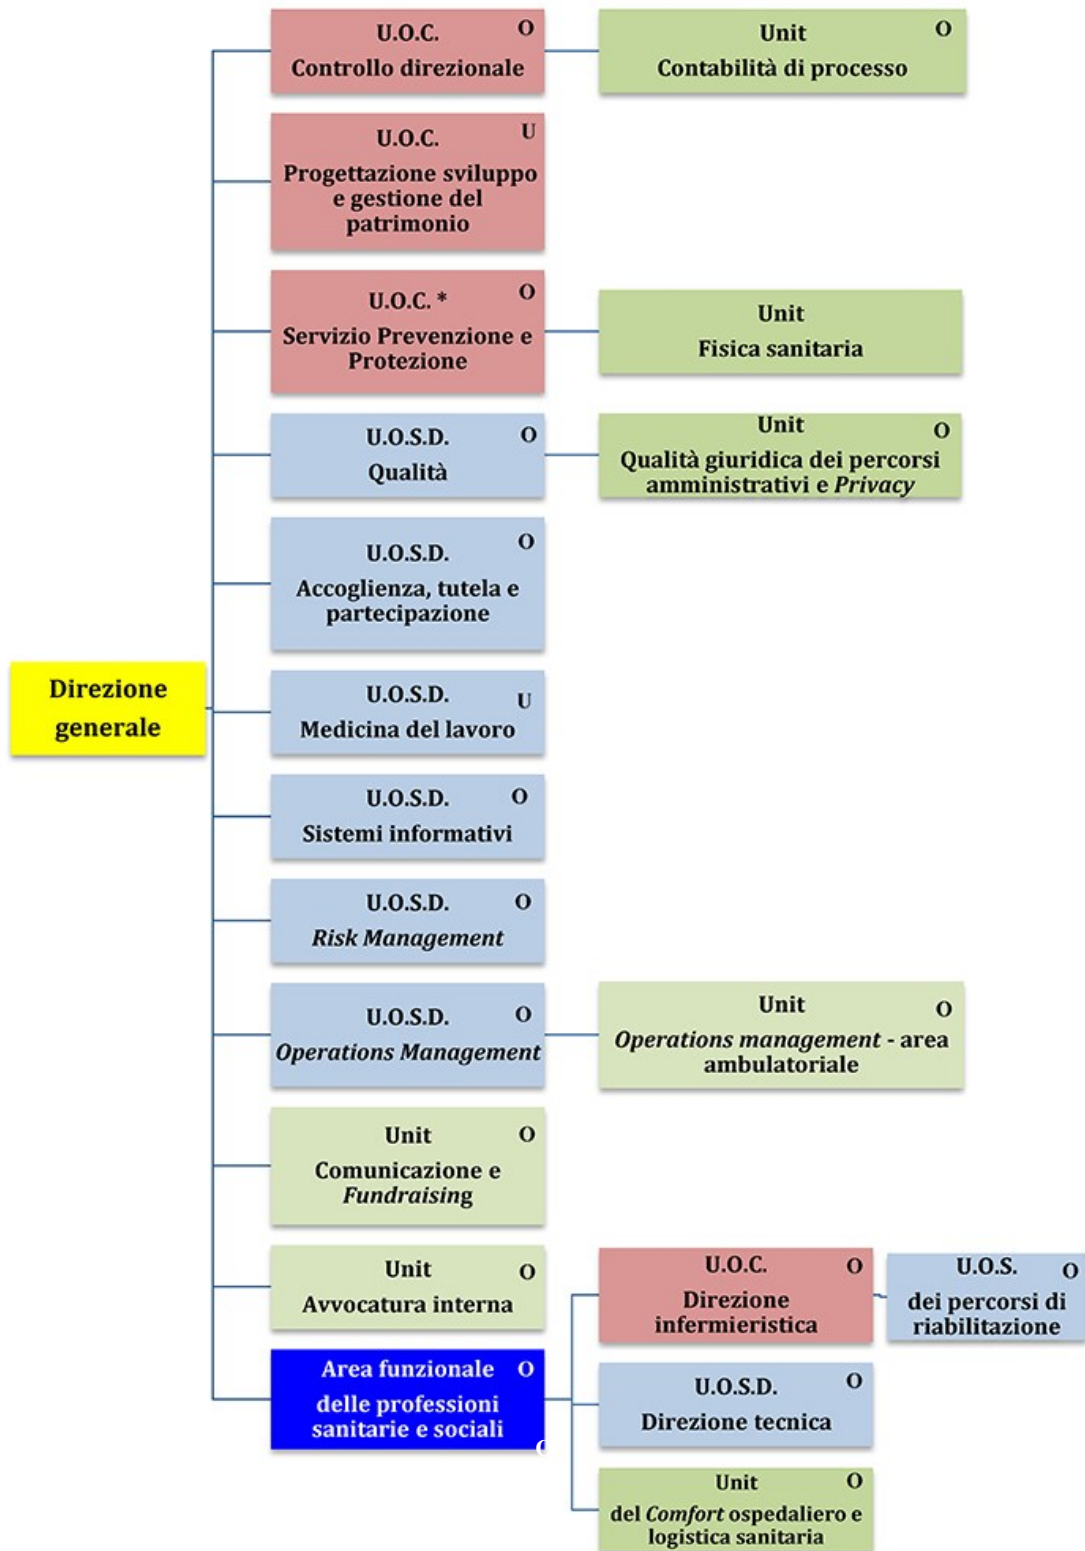 U.O.C. O
Controllo direzionale
Unit O
Contabilità di processo
U.O.C. U
Progettazione sviluppo
e gestione del
patrimonio
U.O.C. * O
Servizio Prevenzione e
Protezione
Unit
Fisica sanitaria
U.O.S.D. O
Qualità
Unit O
Qualità giuridica dei percorsi
amministrativi e Privacy
U.O.S.D. O
Accoglienza, tutela e
partecipazione
Direzione
generale
U.O.S.D. U
Medicina del lavoro
U.O.S.D. O
Sistemi informativi
U.O.S.D. O
Risk Management
U.O.S.D. O
Operations Management
Unit O
Operations management - area
ambulatoriale
Unit O
Comunicazione e
Fundraising
Unit O
Avvocatura interna
Area funzionale O
delle professioni
sanitarie e sociali
O
U.O.C. O
Direzione
infermieristica
U.O.S. O
dei percorsi di
riabilitazione
U.O.S.D. O
Direzione tecnica
Unit O
del Comfort ospedaliero e
logistica sanitaria